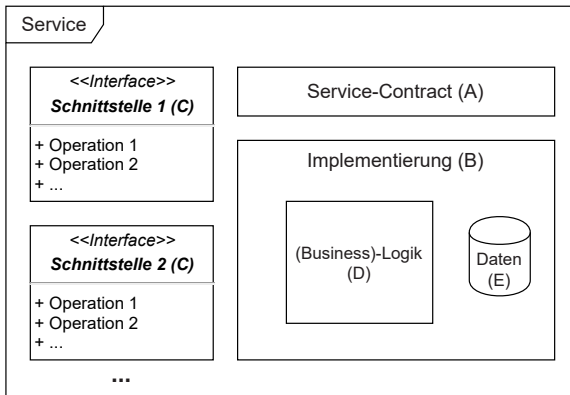 Service
<<Interface>>
Schnittstelle 1 (C)
+ Operation 1
+ Operation 2
+ ...
<<Interface>>
Schnittstelle 2 (C)
+ Operation 1
+ Operation 2
+ ...
...
Service-Contract (A)
Implementierung (B)
(Business)-Logik
(D)
Daten
(E)